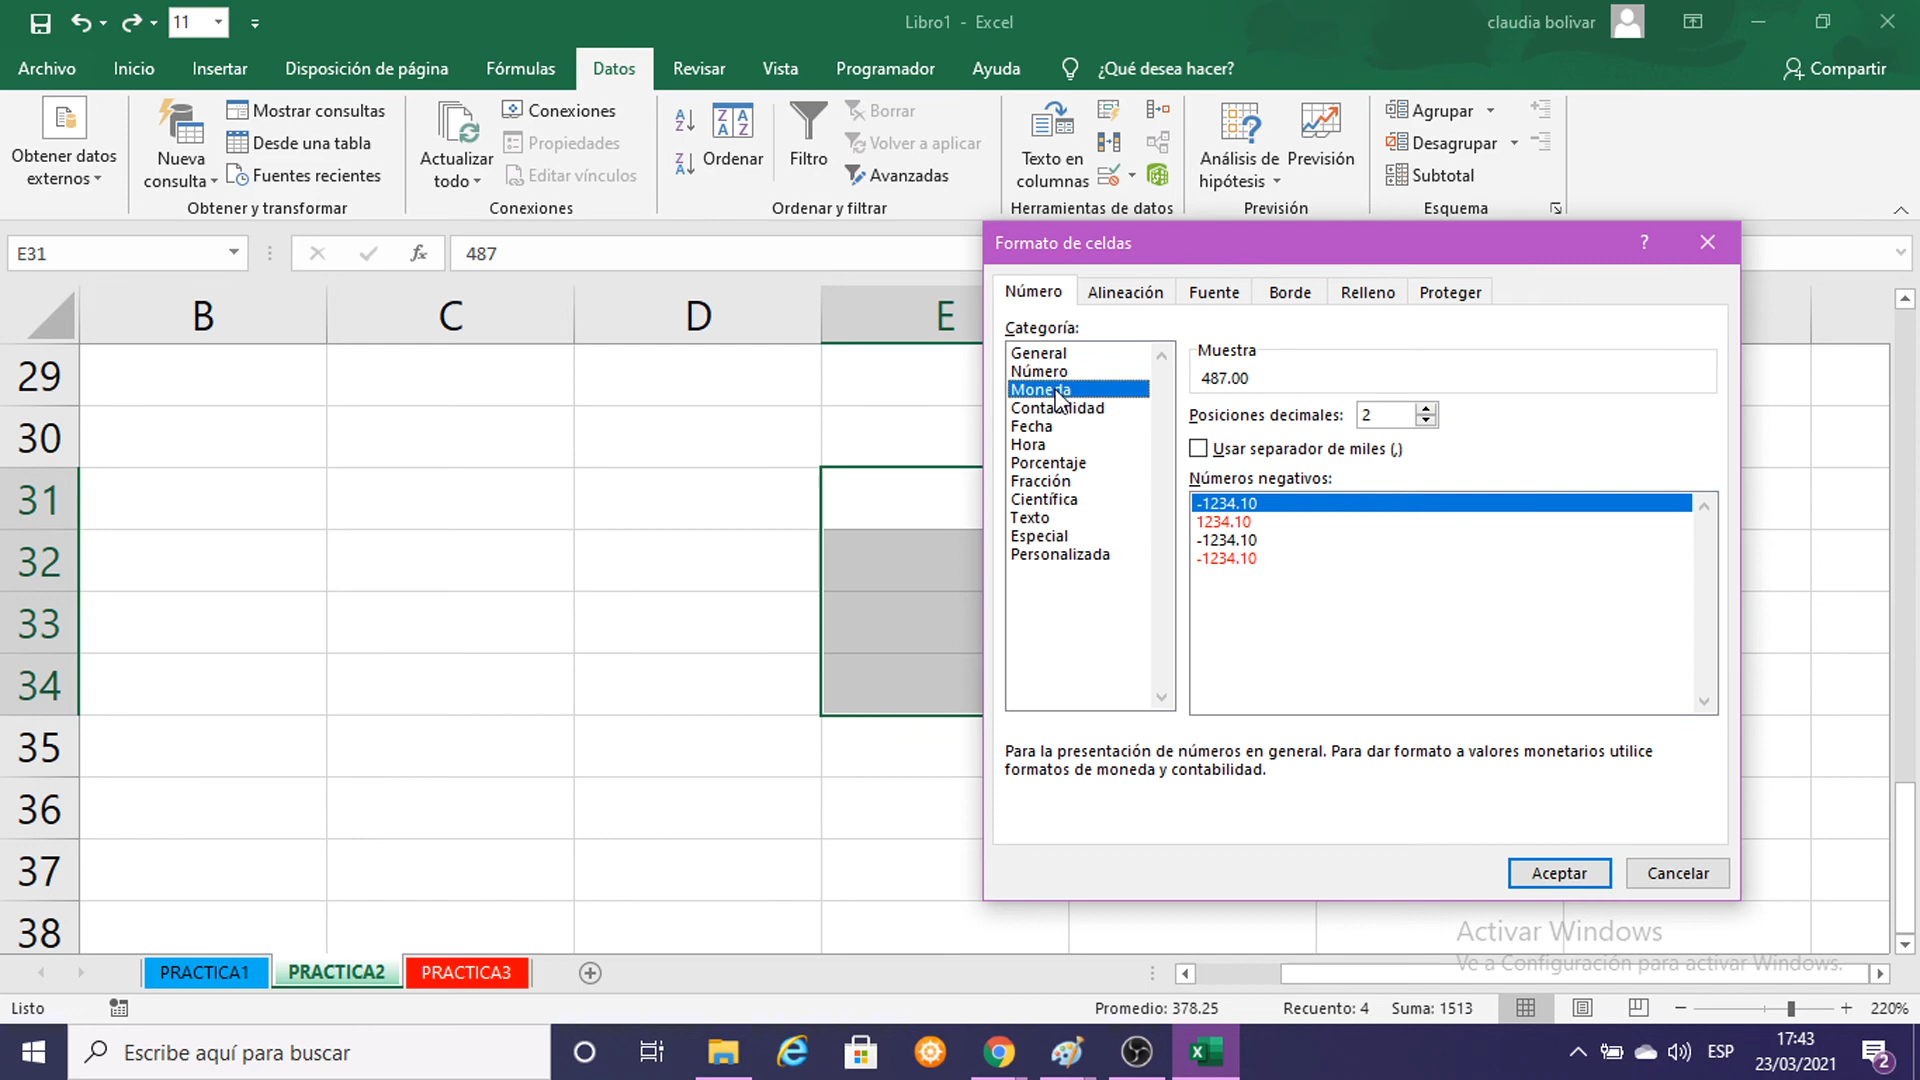 11
Libro1 - Excel
claudia bolivar
Archivo
Inicio
Insertar
Disposición de página
Fórmulas
Datos
Revisar
Vista
Programador
Ayuda
¿Qué desea hacer?
Compartir
Obtener datos
externos
Nueva
consulta
Mostrar consultas
Desde una tabla
Fuentes recientes
Obtener y transformar
Actualizar
todo
Conexiones
Propiedades
Editar vínculos
Conexiones
Ordenar
Filtro
Borrar
Volver a aplicar
Avanzadas
Ordenar y filtrar
Texto en
columnas
Herramientas de datos
Análisis de
hipótesis
Previsión
Previsión
Agrupar
Desagrupar
Subtotal
Esquema
E31
fx
487
B
C
D
E
29
30
31
32
33
34
35
36
37
38
Formato de celdas
?
Número
Alineación
Fuente
Borde
Relleno
Proteger
Categoría:
General
Número
Moneda
Contabilidad
Fecha
Hora
Porcentaje
Fracción
Científica
Texto
Especial
Personalizada
Muestra
487.00
Posiciones decimales:
2
Usar separador de miles (,)
Números negativos:
-1234.10
1234.10
-1234.10
-1234.10
Para la presentación de números en general. Para dar formato a valores monetarios utilice
formatos de moneda y contabilidad.
Aceptar
Cancelar
Activar Windows
Ve a Configuración para activar Windows.
PRACTICA1
PRACTICA2
PRACTICA3
Listo
Promedio: 378.25
Recuento: 4
Suma: 1513
220%
Escribe aquí para buscar
ESP
17:43
23/03/2021
2